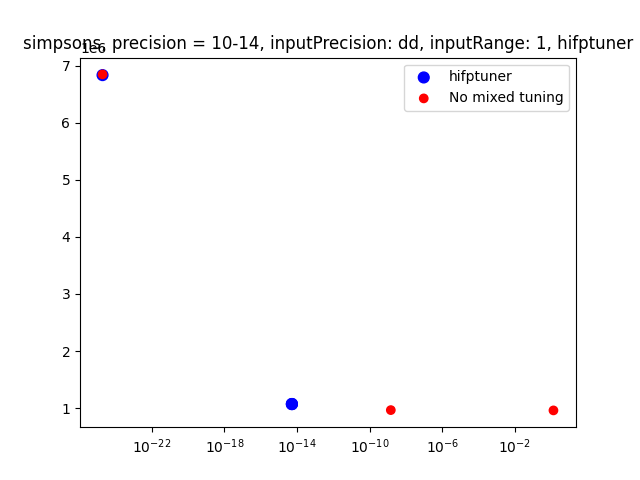 simpsons, precision = 10-14, inputPrecision: dd, inputRange: 1, hifptuner
1e6
7
6
5
4
3
2
1
hifptuner
No mixed tuning
10⁻²² 10⁻¹⁸ 10⁻¹⁴ 10⁻¹⁰ 10⁻⁶ 10⁻²